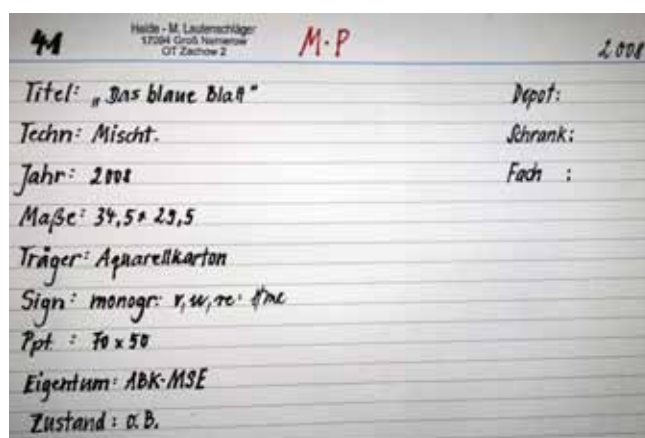 41 Heide - M. Lautenschläger M.P 2008
17094 Groß Nemerow
OT Zachow 2
Titel: „Das blaue Blatt" Depot:
Techn: Mischt. Schrank:
Jahr: 2008 Fach :
Maße: 34,5 x 29,5
Träger: Aquarellkarton
Sign: monogr. r, w, re:
Ppt. : 70 x 50
Eigentum: ABK-MSE
Zustand: o.B.